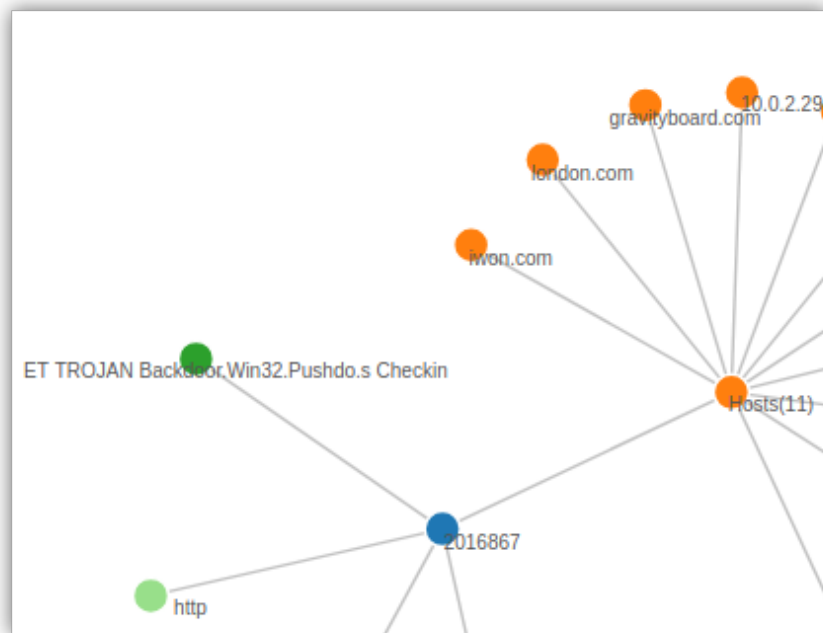 10.0.2.29
gravityboard.com
london.com
iwon.com
ET TROJAN Backdoor.Win32.Pushdo.s Checkin
Hosts(11)
2016867
http